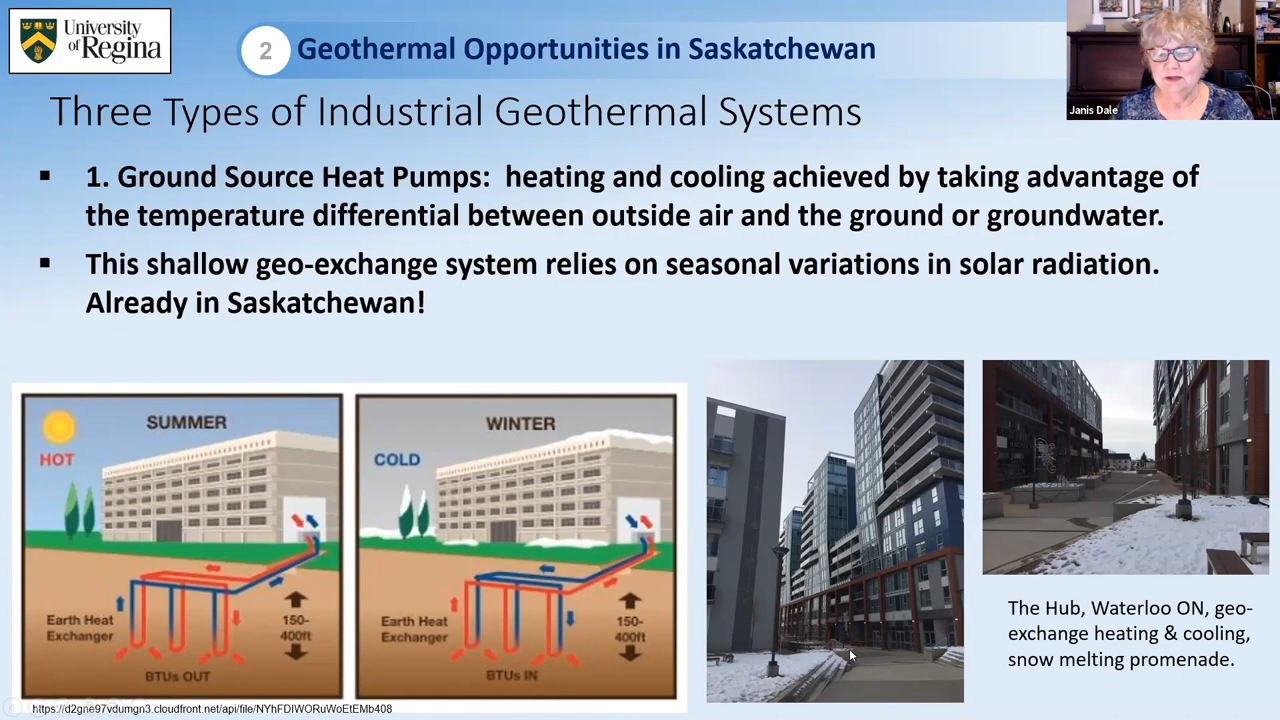 University
of Regina
2
Geothermal Opportunities in Saskatchewan
Janis Dale
Three Types of Industrial Geothermal Systems
▪ 1. Ground Source Heat Pumps: heating and cooling achieved by taking advantage of
the temperature differential between outside air and the ground or groundwater.
▪ This shallow geo-exchange system relies on seasonal variations in solar radiation.
Already in Saskatchewan!
SUMMER
HOT
Earth Heat
Exchanger
150-
400ft
BTUs OUT
WINTER
COLD
Earth Heat
Exchanger
150-
400ft
BTUs IN
The Hub, Waterloo ON, geo-
exchange heating & cooling,
snow melting promenade.
https://d2gne97vdumgn3.cloudfront.net/api/file/NYhFDIWORuWoEtEMb408